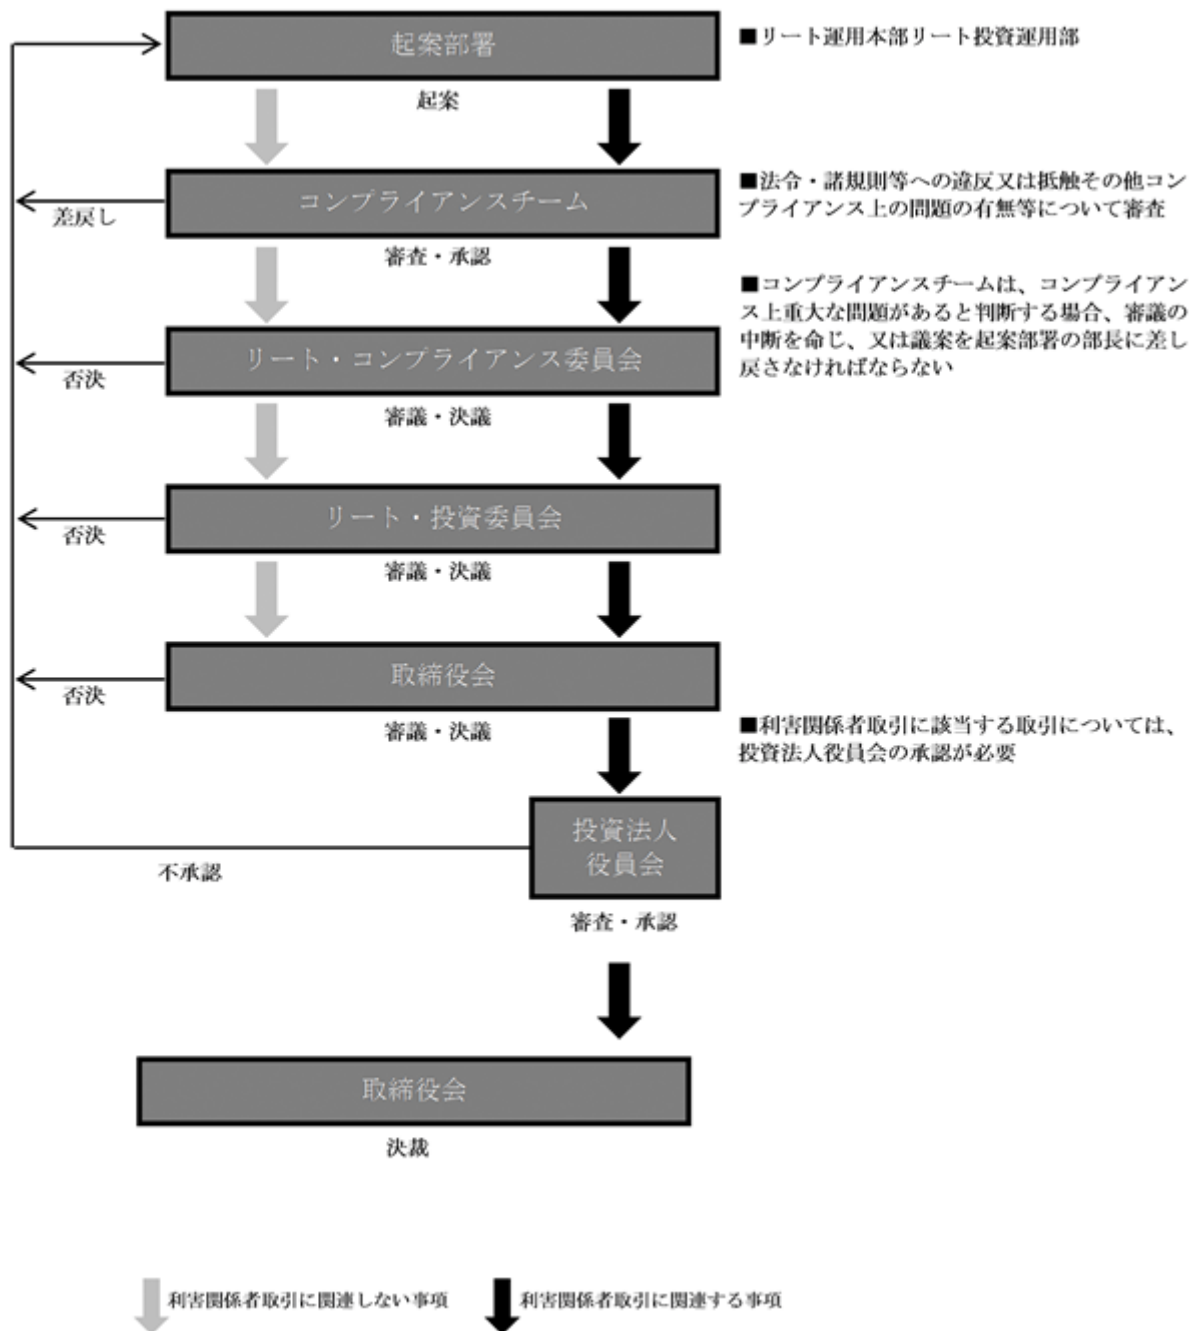 起案部署
■リート運用本部リート投資運用部
起案
コンプライアンスチーム
■法令・諸規則等への違反又は抵触その他コン
プライアンス上の問題の有無等について審査
差戻し
審査・承認
■コンプライアンスチームは、コンプライアン
ス上重大な問題があると判断する場合、審議の
中断を命じ、又は議案を起案部署の部長に差し
戻さなければならない
リート・コンプライアンス委員会
否決
審議・決議
リート・投資委員会
否決
審議・決議
取締役会
否決
審議・決議
■利害関係者取引に該当する取引については、
投資法人役員会の承認が必要
投資法人
役員会
不承認
審査・承認
取締役会
決裁
利害関係者取引に関連しない事項
利害関係者取引に関連する事項